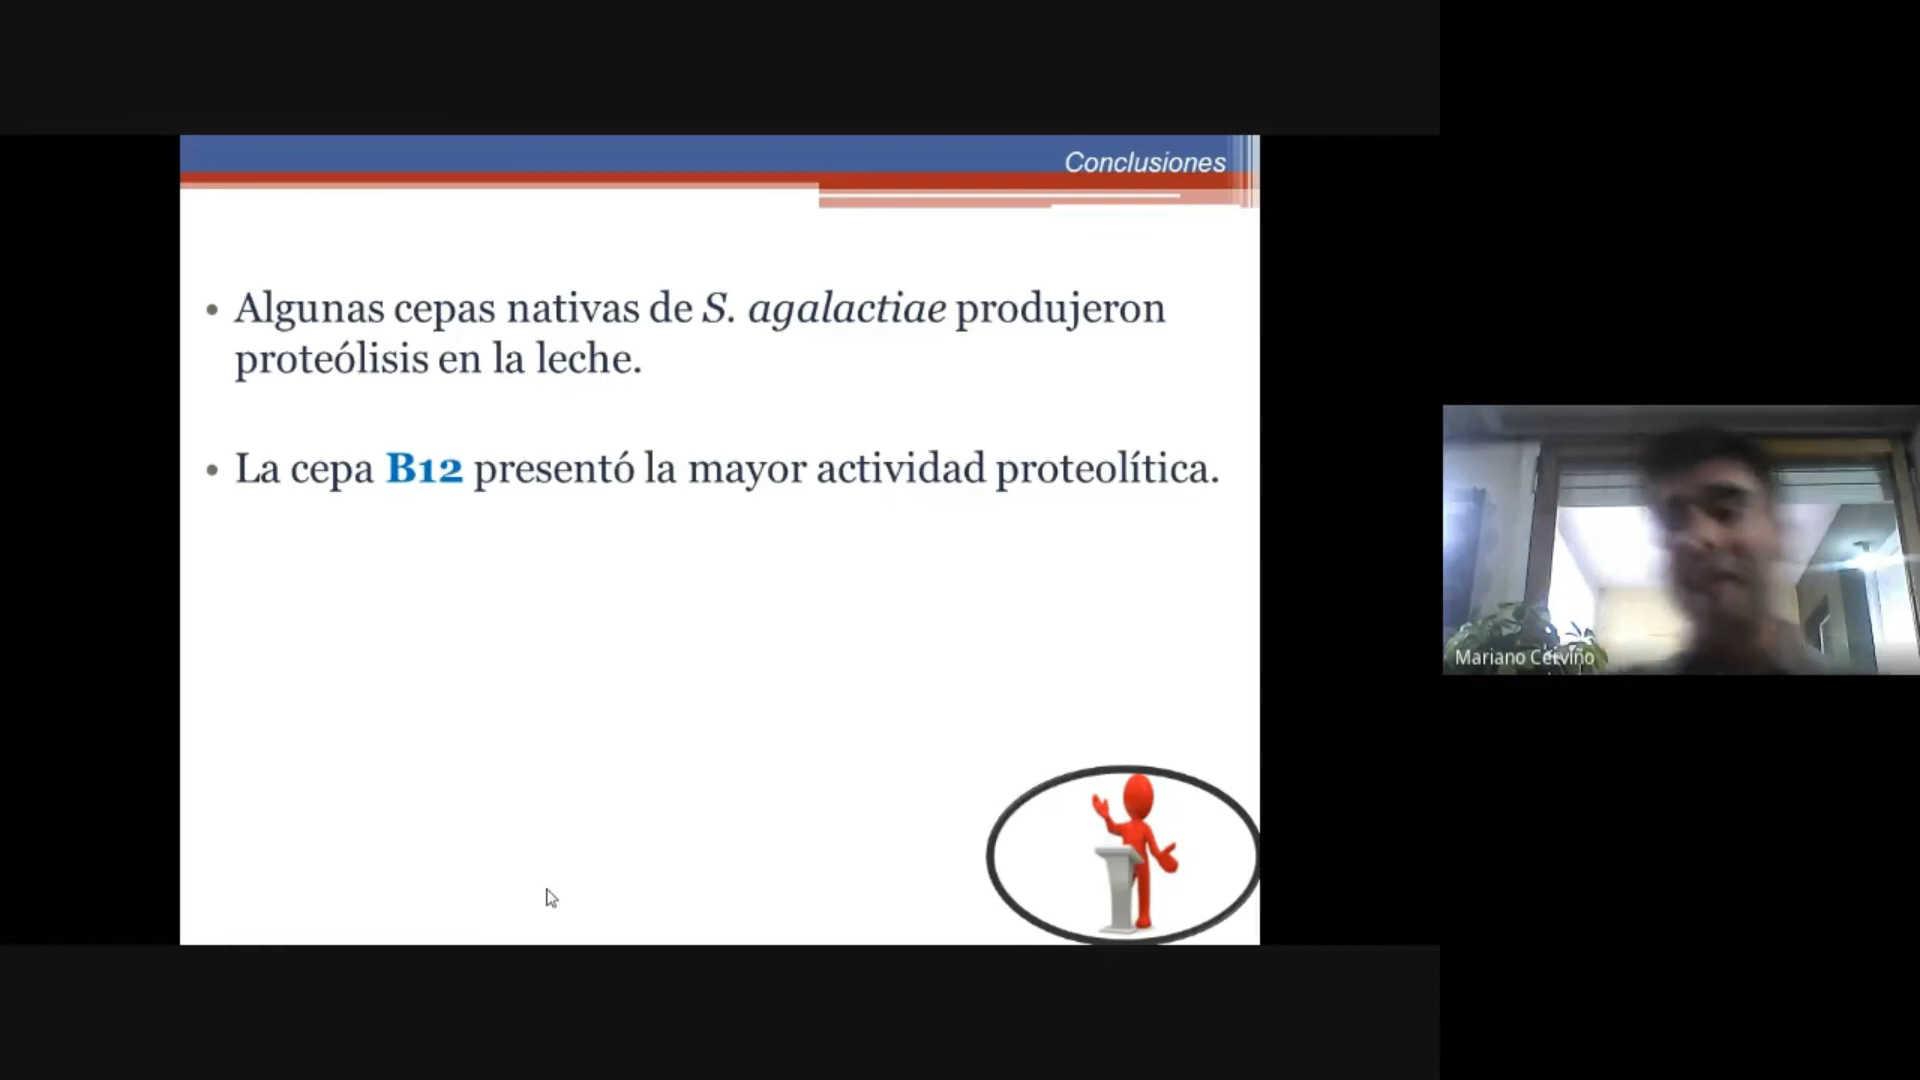 Conclusiones
• Algunas cepas nativas de S. agalactiae produjeron
proteólisis en la leche.
• La cepa B12 presentó la mayor actividad proteolítica.
Mariano Cerviño